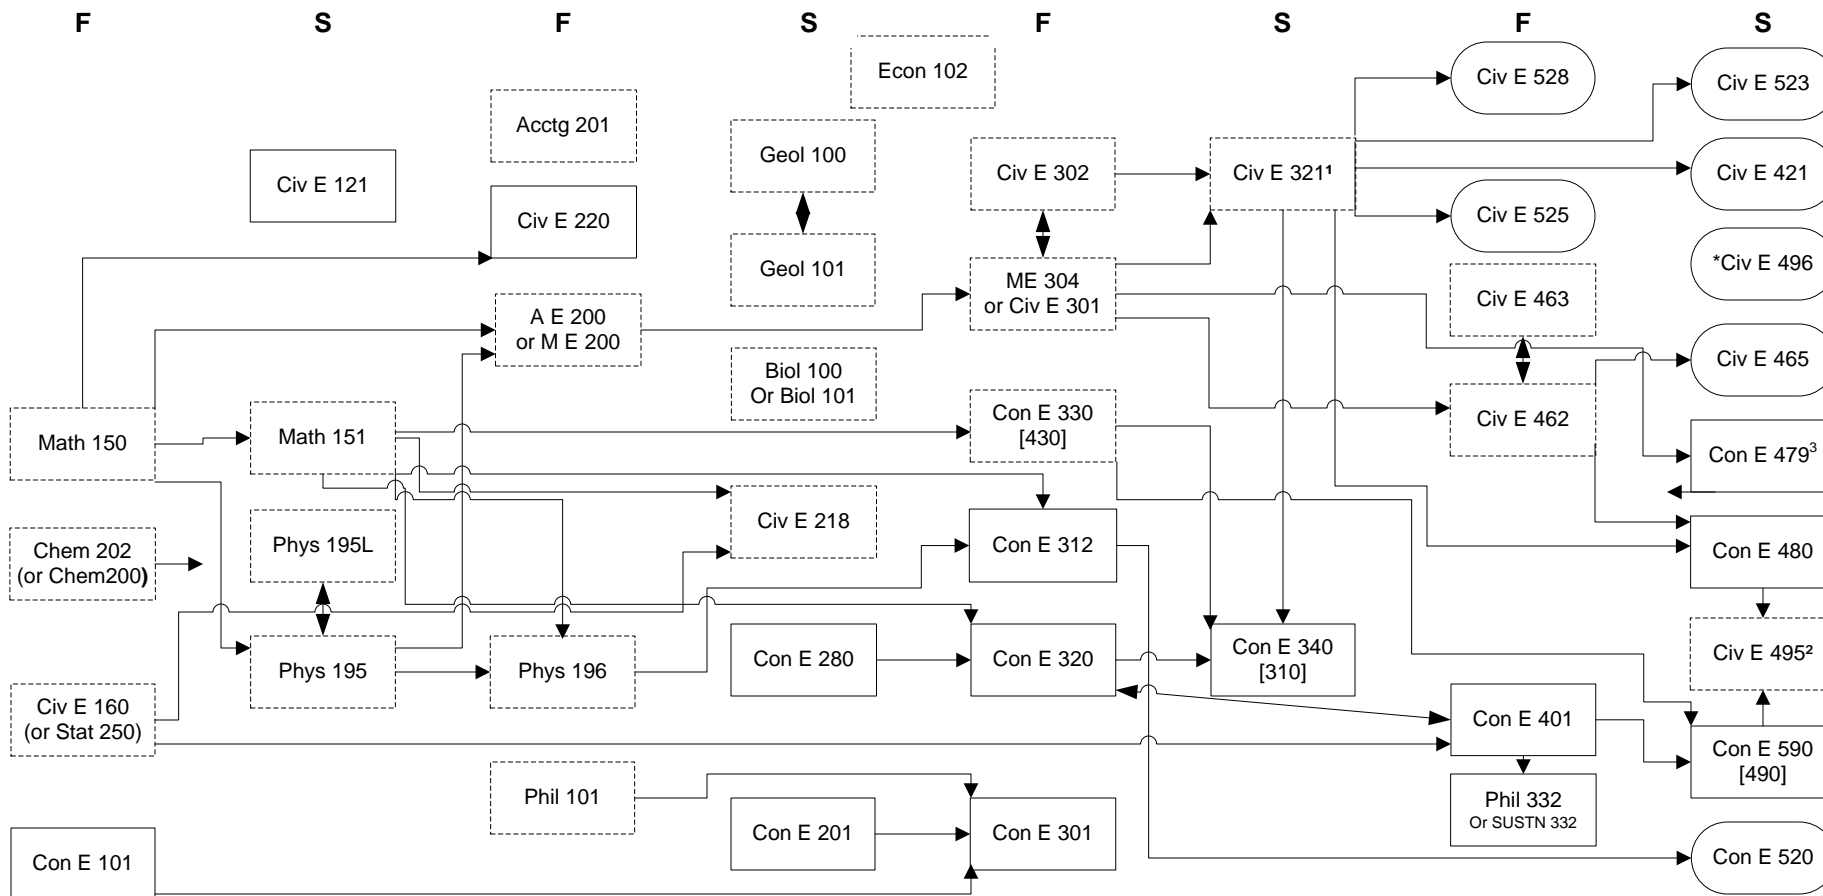 F S F S F S F S
Econ 102
Civ E 528
Civ E 523
Acctg 201
Civ E 121
Geol 100
Civ E 302
Civ E 321¹
Civ E 421
Civ E 220
Civ E 525
Geol 101
ME 304
or Civ E 301
Civ E 463
*Civ E 496
A E 200
or M E 200
Biol 100
Or Biol 101
Civ E 465
Math 150
Math 151
Con E 330
[430]
Civ E 462
Con E 479³
Chem 202
(or Chem200)
Phys 195L
Civ E 218
Con E 312
Con E 480
Phys 195
Phys 196
Con E 280
Con E 320
Con E 340
[310]
Civ E 495²
Civ E 160
(or Stat 250)
Con E 401
Con E 590
[490]
Phil 101
Phil 332
Or SUSTN 332
Con E 201
Con E 301
Con E 101
Con E 520